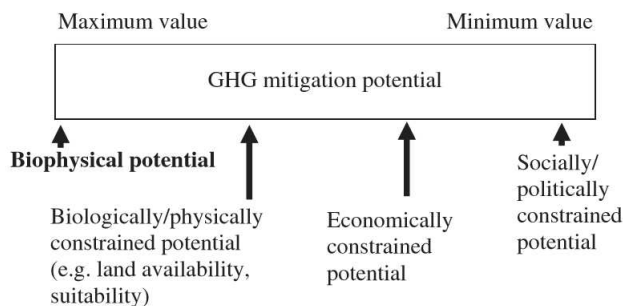 Maximum value
Minimum value
GHG mitigation potential
Biophysical potential
Biologically/physically
constrained potential
(e.g. land availability,
suitability)
Economically
constrained
potential
Socially/
politically
constrained
potential